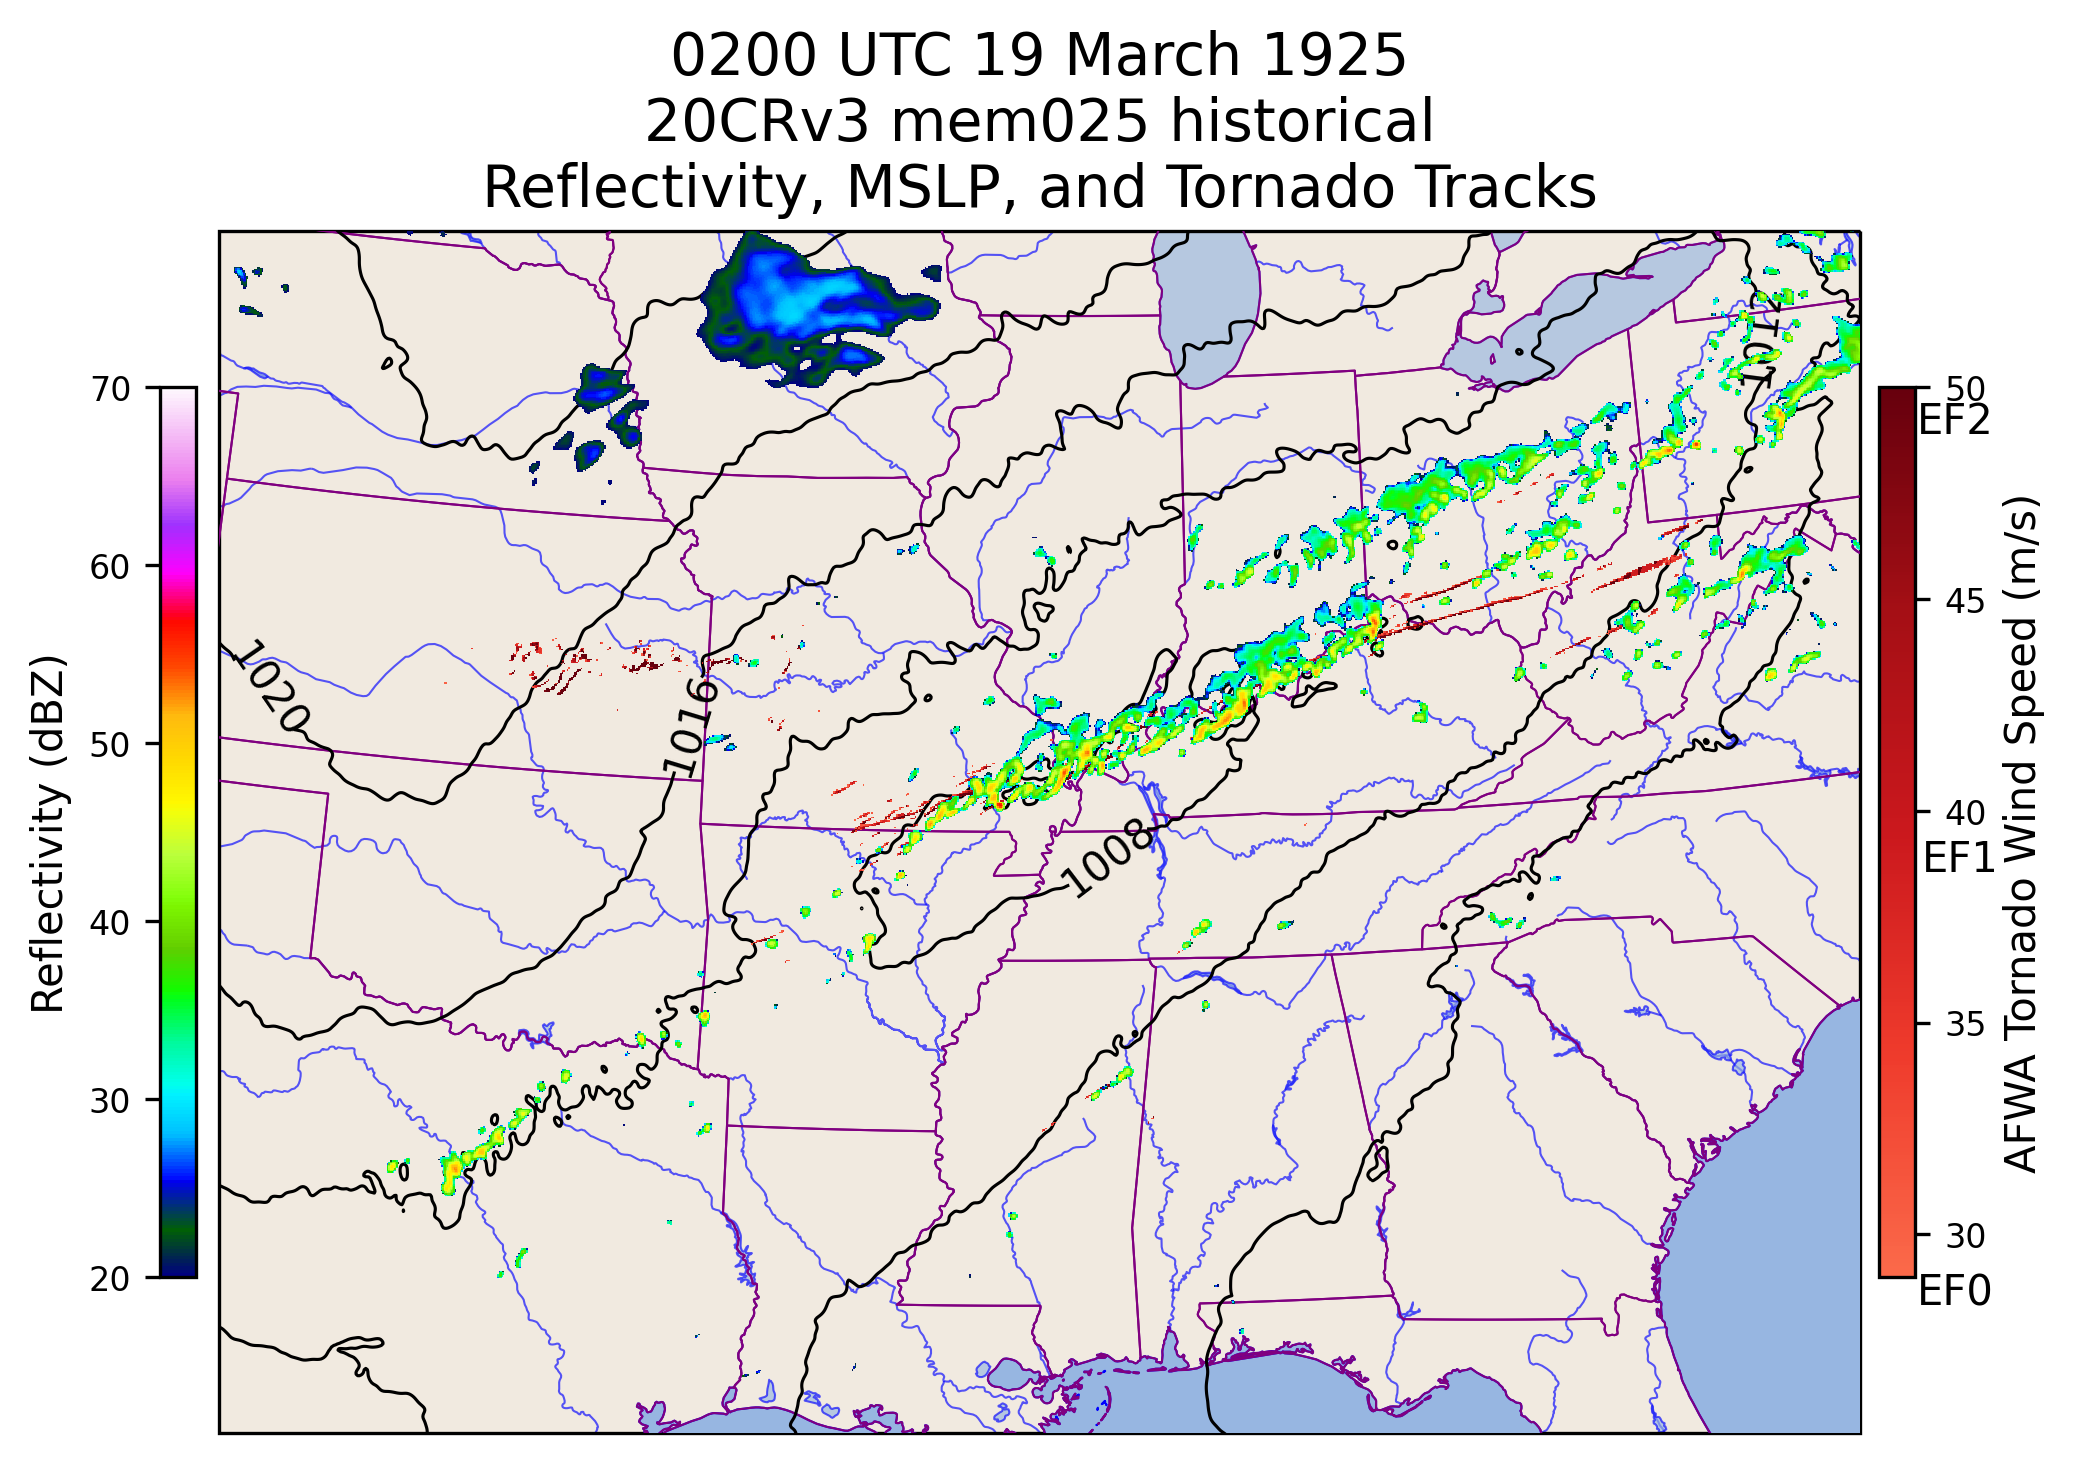 0200 UTC 19 March 1925
20CRv3 mem025 historical
Reflectivity, MSLP, and Tornado Tracks
Reflectivity (dBZ)
70
60
50
40
30
20
1020
1016
1008
1012
50
EF2
45
40
EF1
35
30
EF0
AFWA Tornado Wind Speed (m/s)